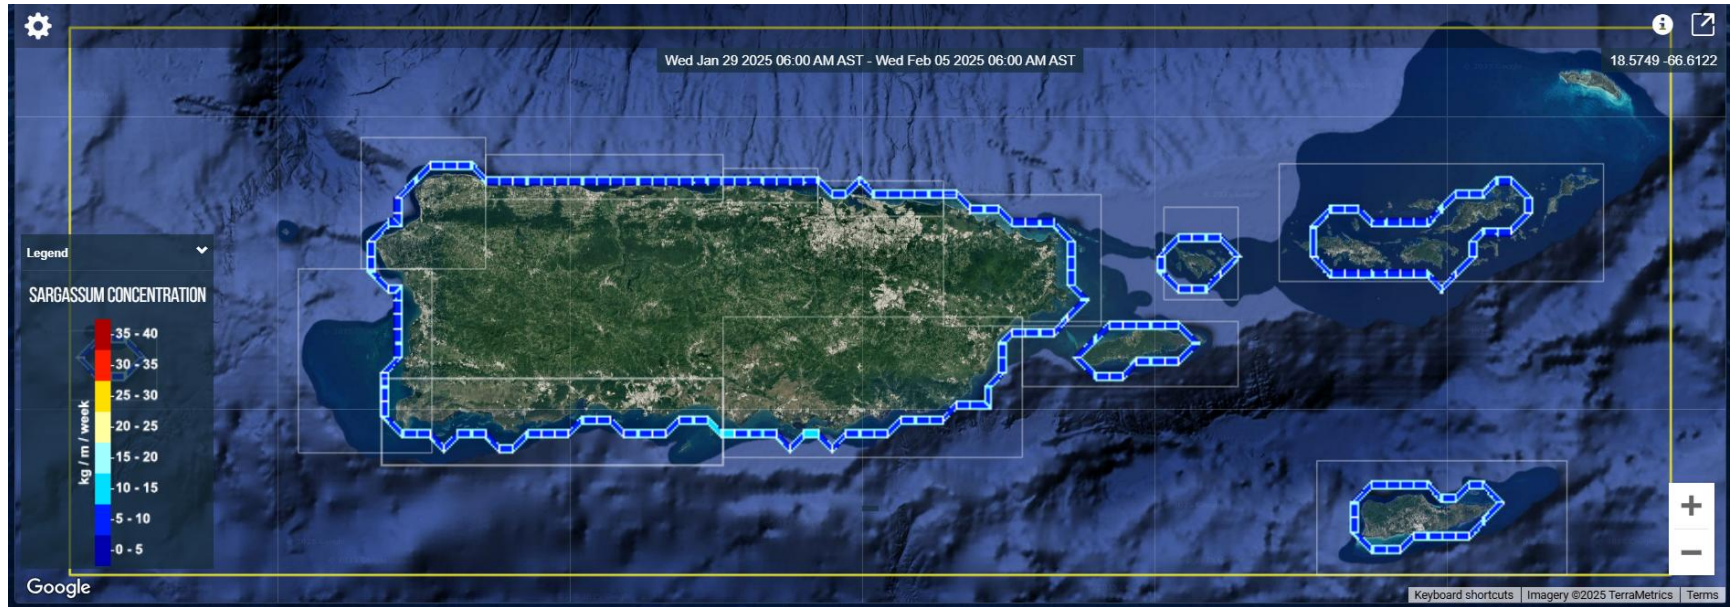 Wed Jan 29 2025 06:00 AM AST - Wed Feb 05 2025 06:00 AM AST
18.5749 -66.6122
Legend
SARGASSUM CONCENTRATION
kg / m / week
35 - 40
30 - 35
25 - 30
20 - 25
15 - 20
10 - 15
5 - 10
0 - 5
Google
Keyboard shortcuts
Imagery ©2025 TerraMetrics
Terms